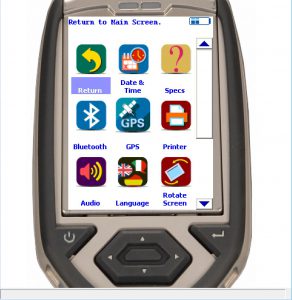 Return to Main Screen.
Return
Date &
Time
Specs
GPS
Bluetooth
GPS
Printer
Audio
Language
Rotate
Screen